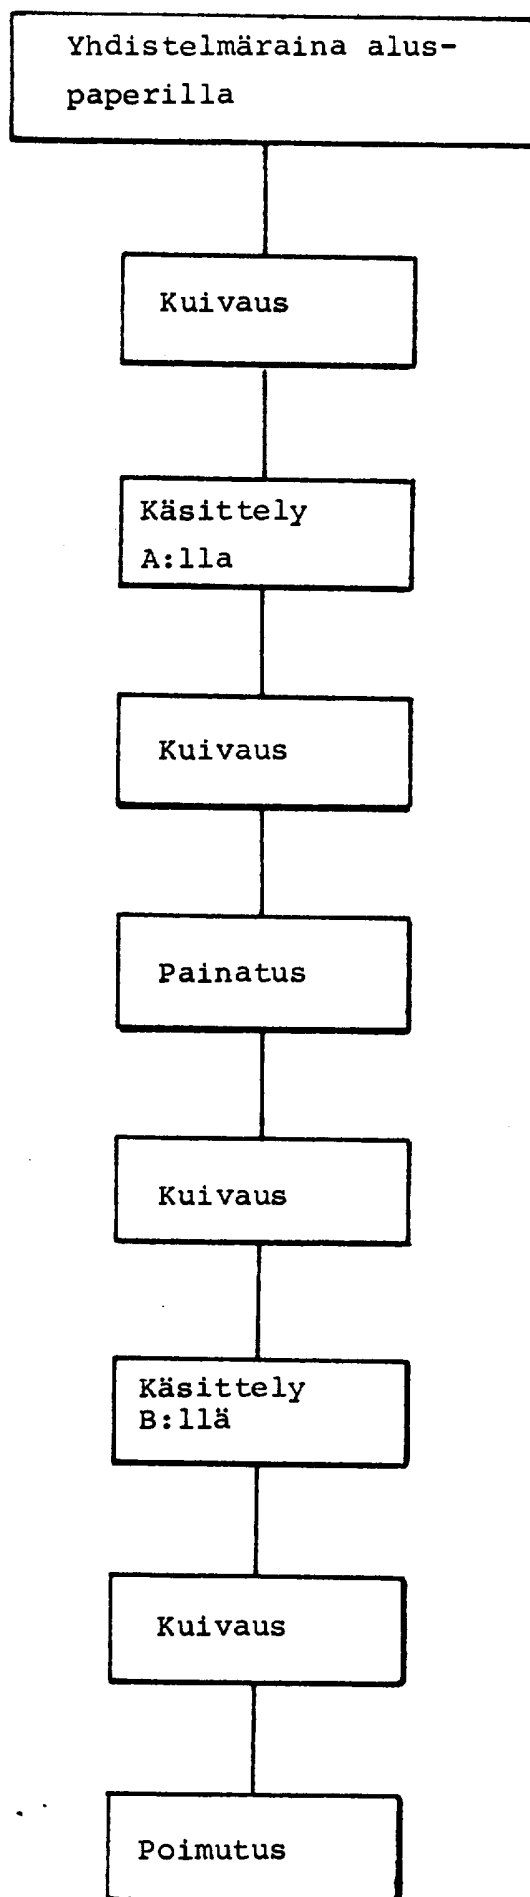 Yhdistelmäraina alus-
paperilla
Kuivaus
Käsittely
A:lla
Kuivaus
Painatus
Kuivaus
Käsittely
B:llä
Kuivaus
Poimutus